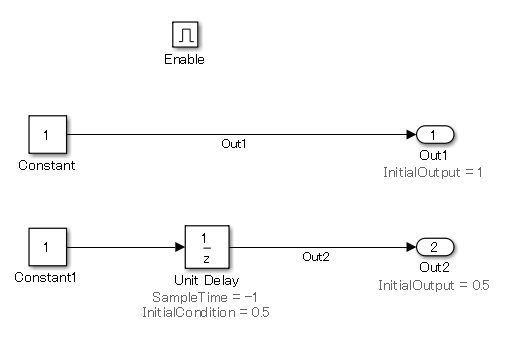 Enable
1
Out1
1
Constant
Out1
InitialOutput = 1
1
1
z
Out2
2
Constant1
Unit Delay
Out2
SampleTime = -1
InitialOutput = 0.5
InitialCondition = 0.5